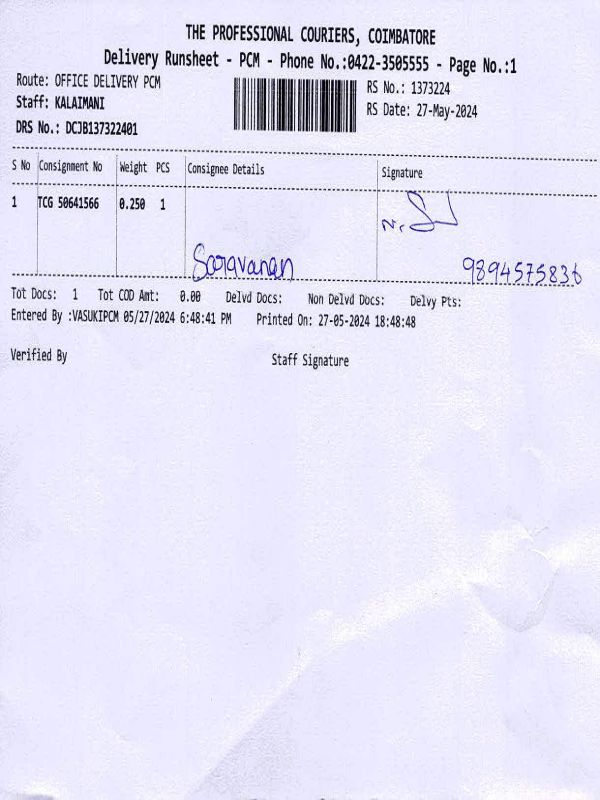 THE PROFESSIONAL COURIERS, COIMBATORE
Delivery Runsheet - PCM - Phone No.:0422-3505555 - Page No.:1
Route: OFFICE DELIVERY PCM
RS No.: 1373224
Staff: KALAIMANI
RS Date: 27-May-2024
DRS No.: DCJB137322401
S No Consignment No Weight PCS Consignee Details Signature
1 TCG 50641566 0.250 1
Saravanan 9894575836
Tot Docs: 1 Tot COD Amt: 0.00 Delvd Docs: Non Delvd Docs: Delvy Pts:
Entered By :VASUKIPCM 05/27/2024 6:48:41 PM Printed On: 27-05-2024 18:48:48
Verified By Staff Signature